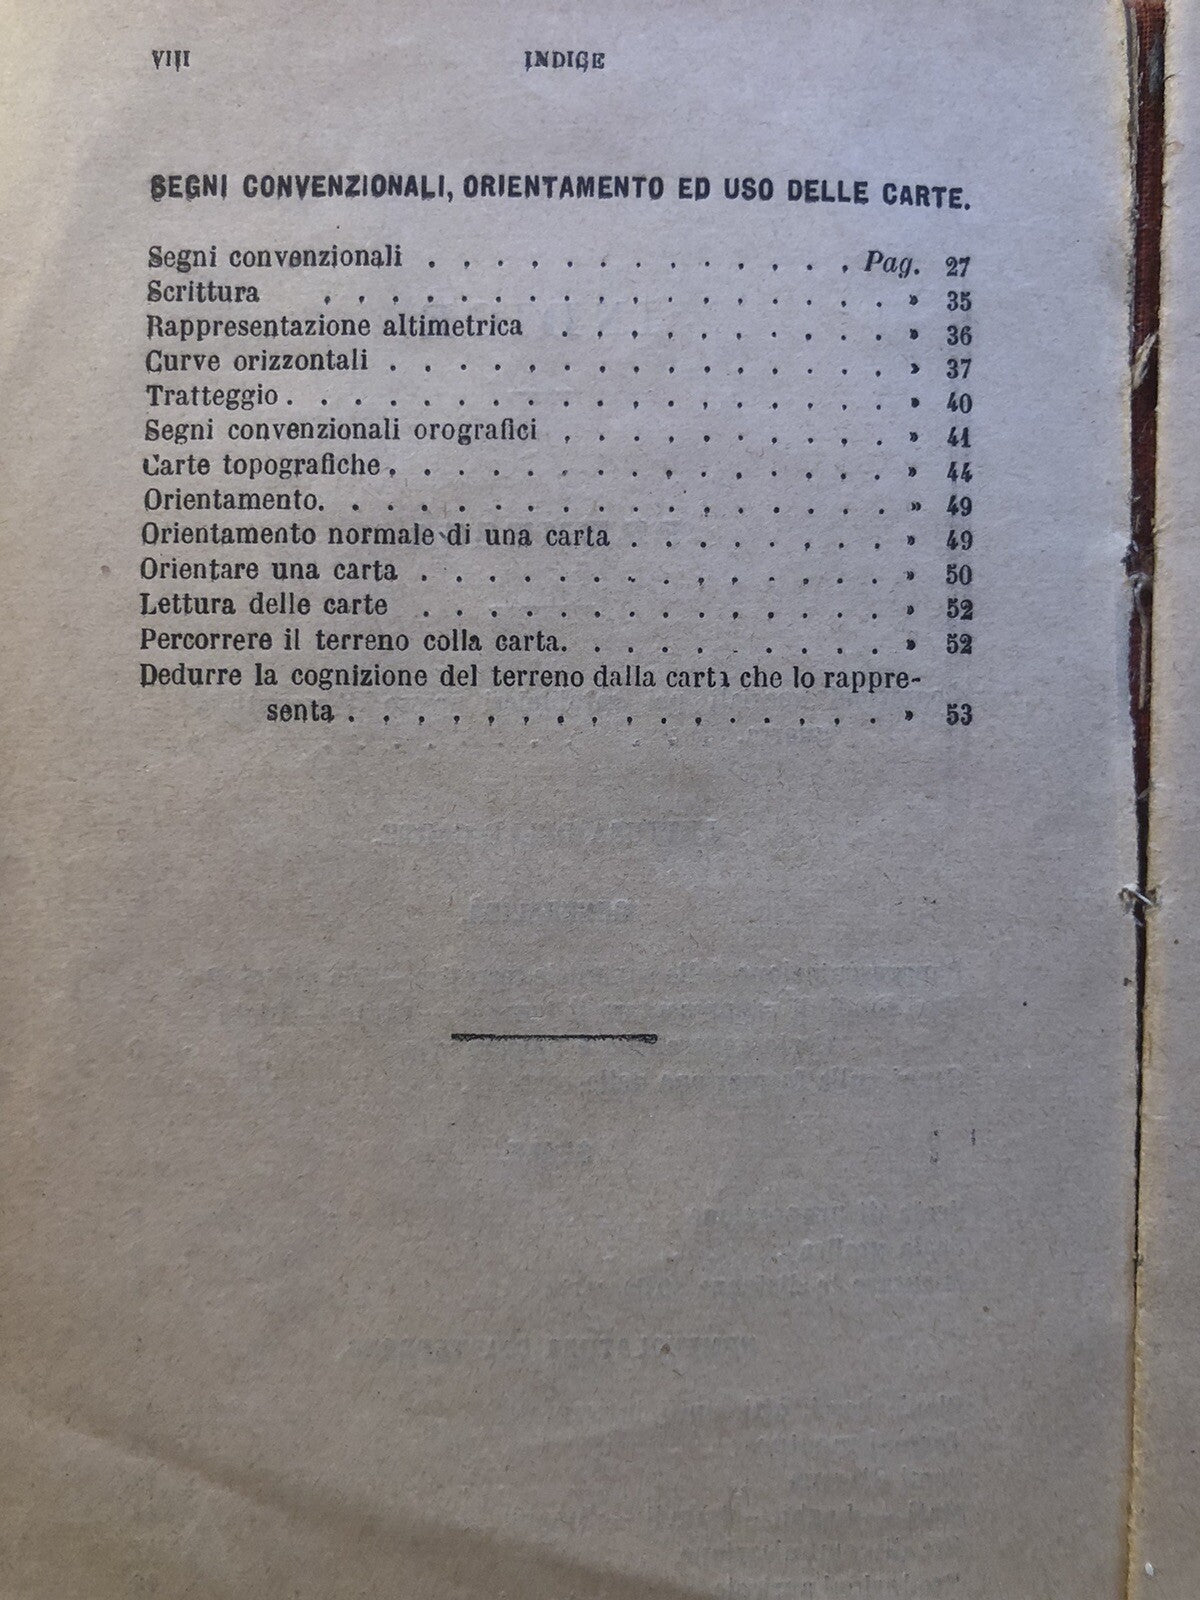 VIII INDICE
SEGNI CONVENZIONALI, ORIENTAMENTO ED USO DELLE CARTE.
Segni convenzionali . . . . . . . . . . . . . Pag. 27
Scrittura . . . . . . . . . . . . . . . . . » 35
Rappresentazione altimetrica . . . . . . . . . . » 36
Curve orizzontali . . . . . . . . . . . . . . . » 37
Tratteggio . . . . . . . . . . . . . . . . . . » 40
Segni convenzionali orografici . . . . . . . . . . » 41
Carte topografiche . . . . . . . . . . . . . . . » 44
Orientamento. . . . . . . . . . . . . . . . . » 49
Orientamento normale di una carta . . . . . . . . » 49
Orientare una carta . . . . . . . . . . . . . . » 50
Lettura delle carte . . . . . . . . . . . . . . » 52
Percorrere il terreno colla carta. . . . . . . . . . » 52
Dedurre la cognizione del terreno dalla carta che lo rappre-
senta . . . . . . . . . . . . . . . . » 53